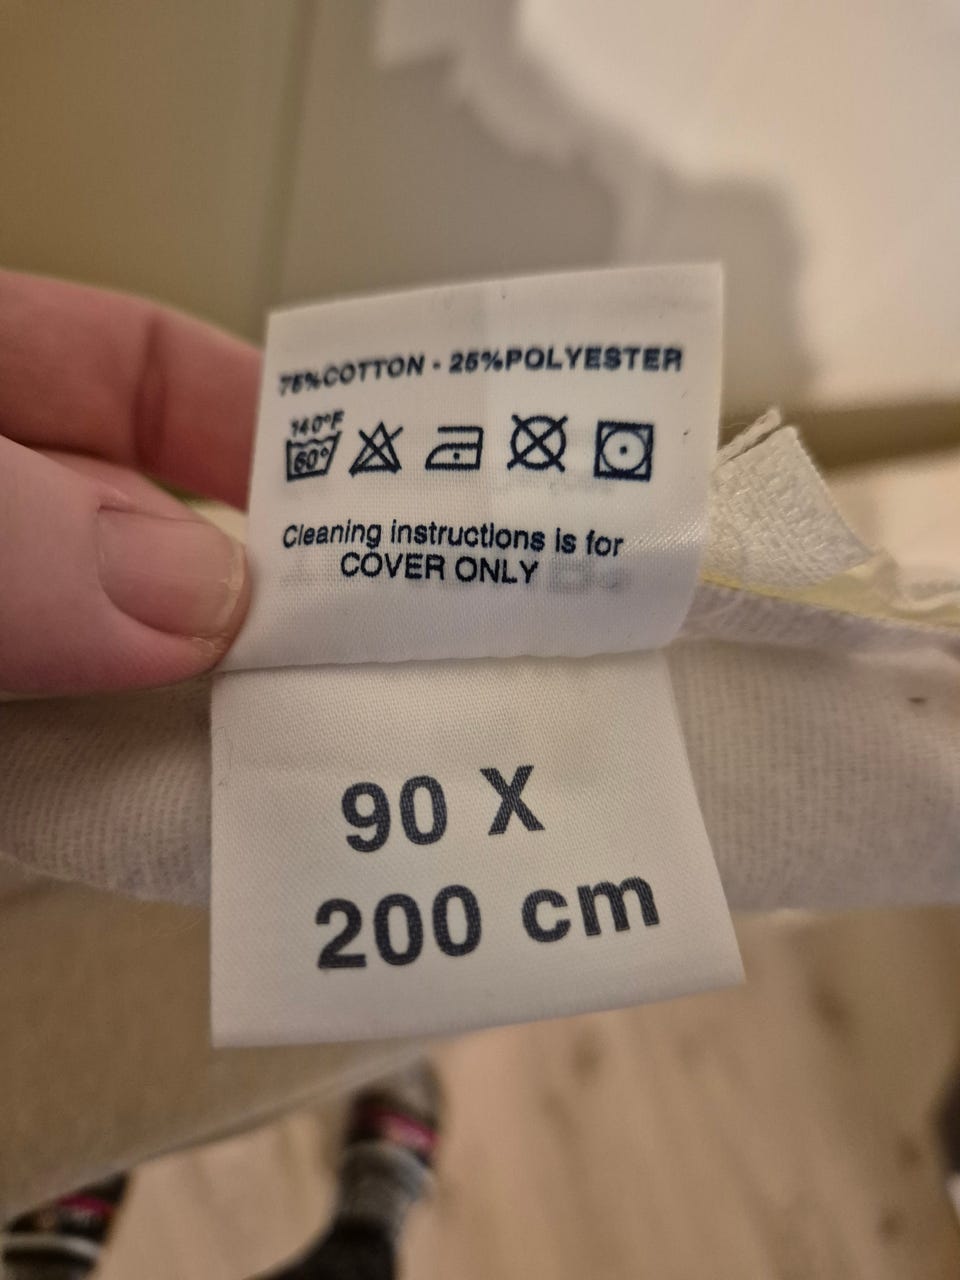 75%COTTON - 25%POLYESTER
140°F
60°
Cleaning instructions is for
COVER ONLY
90 X
200 cm